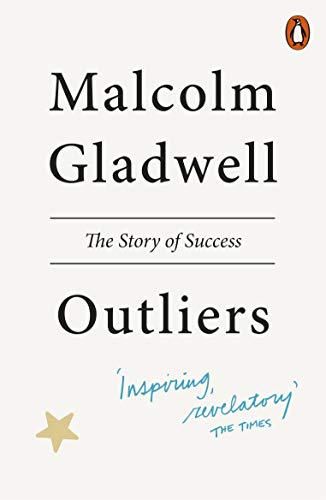 Malcolm
Gladwell
The Story of Success
Outliers
‘Inspiring,
revelatory’
THE TIMES